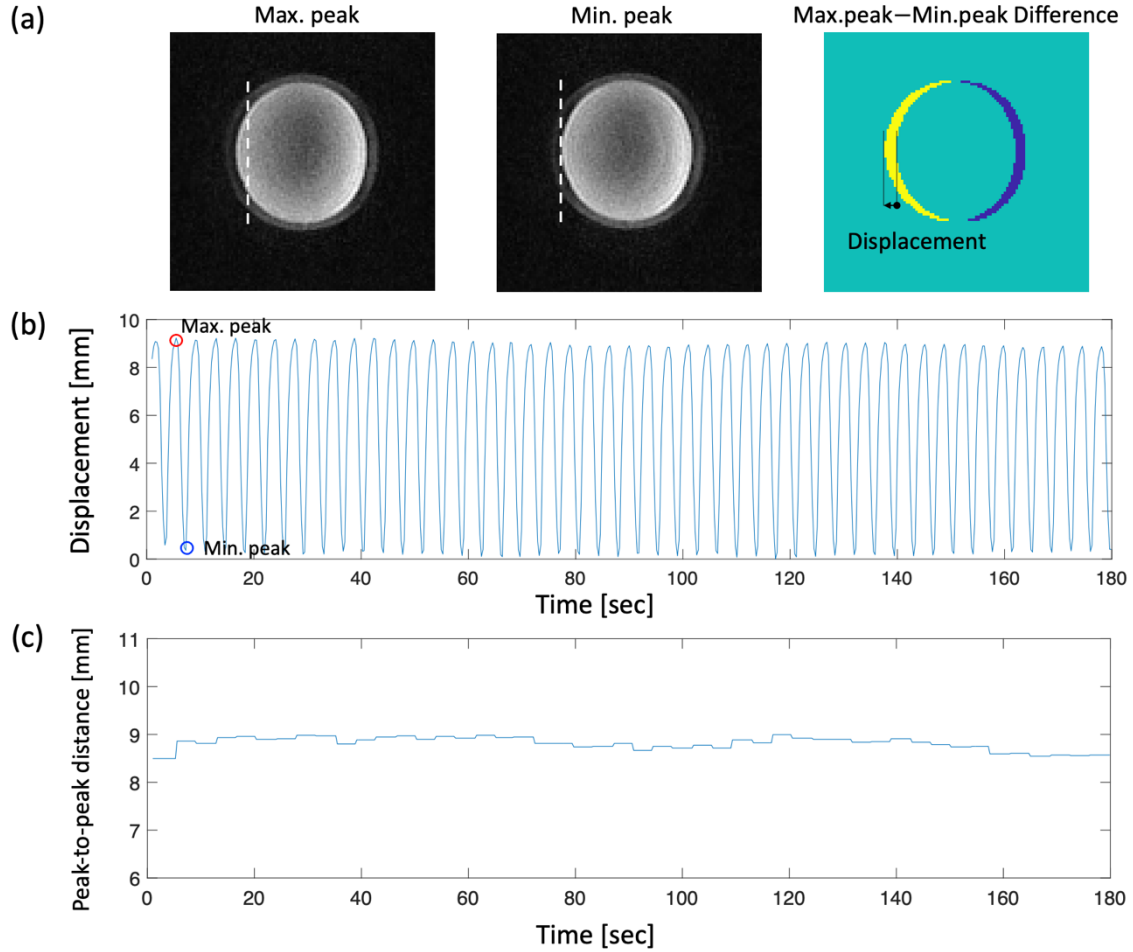 (a)
Max. peak
Min. peak
Max.peak−Min.peak Difference
Displacement
(b)
Displacement [mm]
10
8
6
4
2
0
Max. peak
Min. peak
0 20 40 60 80 100 120 140 160 180
Time [sec]
(c)
Peak-to-peak distance [mm]
11
10
9
8
7
6
0 20 40 60 80 100 120 140 160 180
Time [sec]